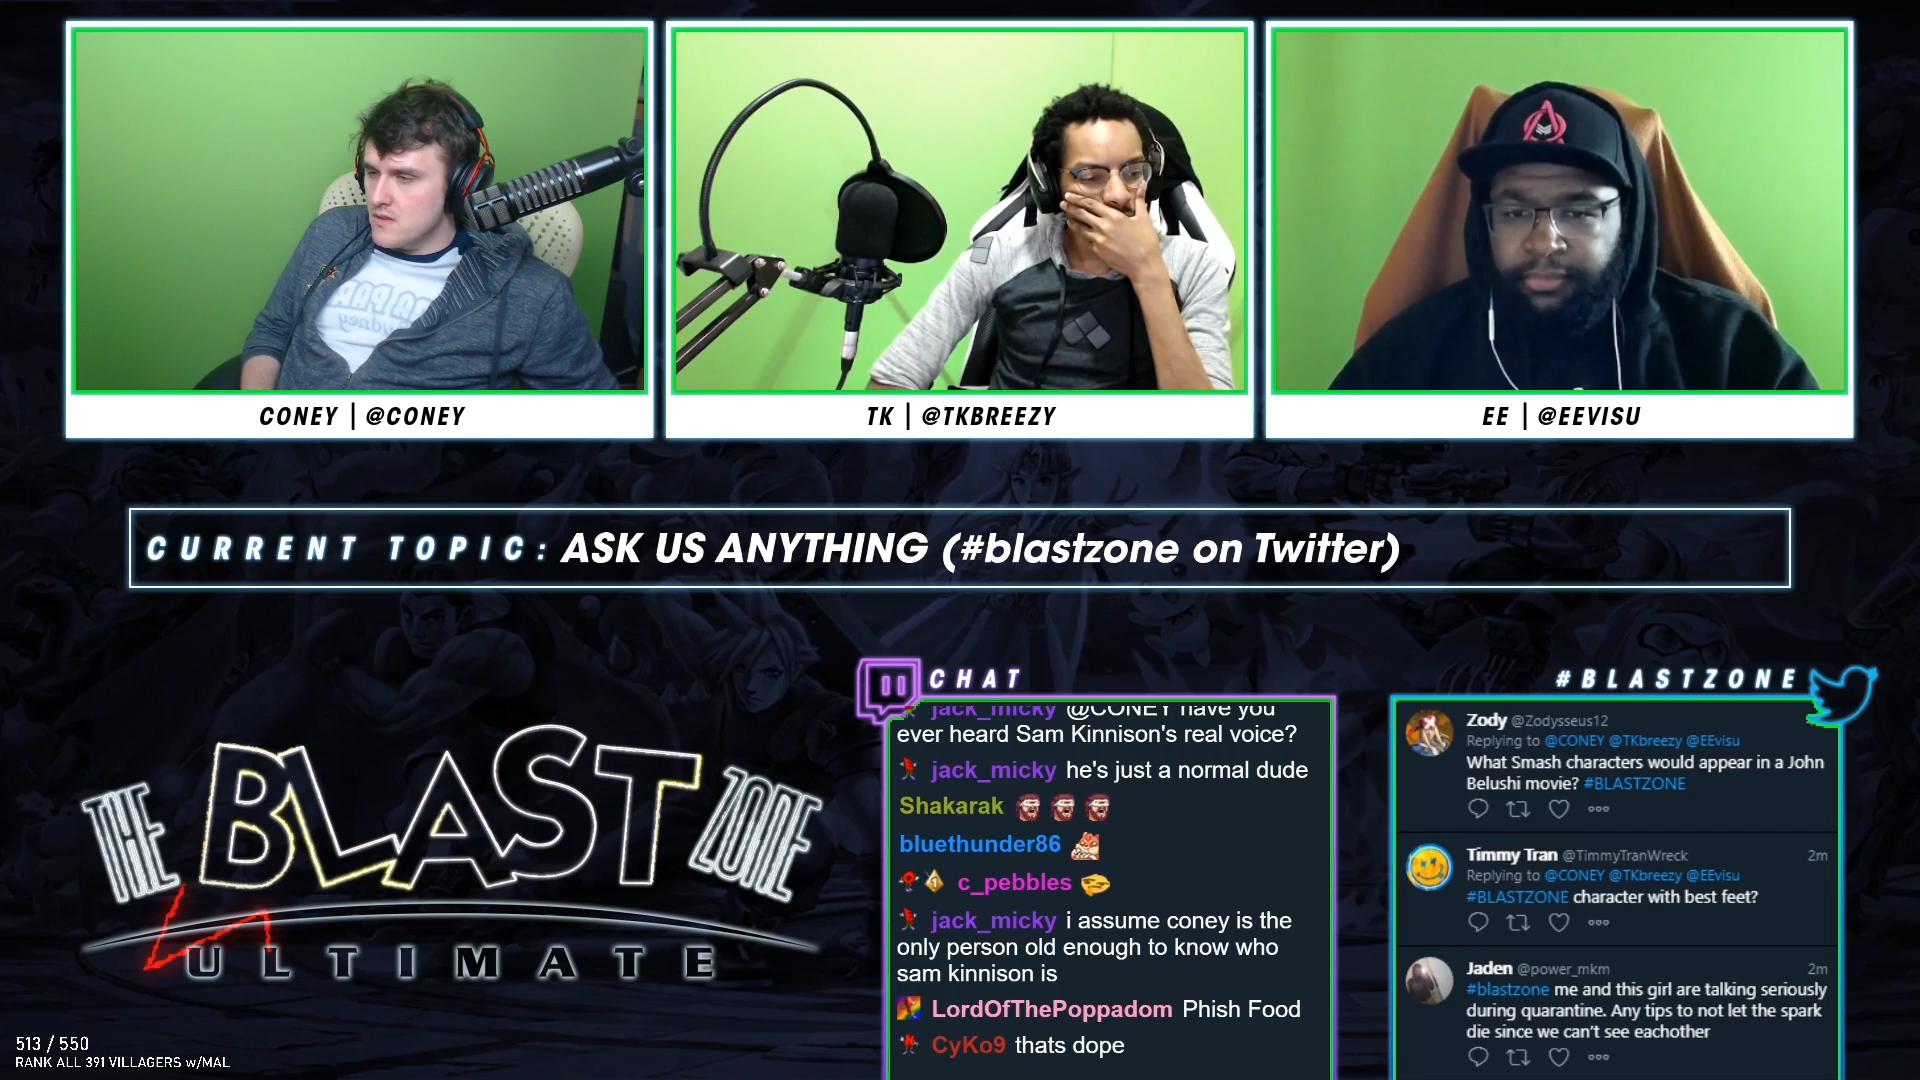 CONEY | @CONEY
TK | @TKBREEZY
EE | @EEVISU
CURRENT TOPIC: ASK US ANYTHING (#blastzone on Twitter)
THE BLAST ZONE
ULTIMATE
513 / 550
RANK ALL 391 VILLAGERS w/MAL
CHAT
jack_micky @CONEY have you
ever heard Sam Kinnison's real voice?
jack_micky he's just a normal dude
Shakarak
bluethunder86
c_pebbles
jack_micky i assume coney is the
only person old enough to know who
sam kinnison is
LordOfThePoppadom Phish Food
CyKo9 thats dope
#BLASTZONE
Zody @Zodysseus12
Replying to @CONEY @TKbreezy @EEvisu
What Smash characters would appear in a John
Belushi movie? #BLASTZONE
Timmy Tran @TimmyTranWreck 2m
Replying to @CONEY @TKbreezy @EEvisu
#BLASTZONE character with best feet?
Jaden @power_mkm 2m
#blastzone me and this girl are talking seriously
during quarantine. Any tips to not let the spark
die since we can't see eachother